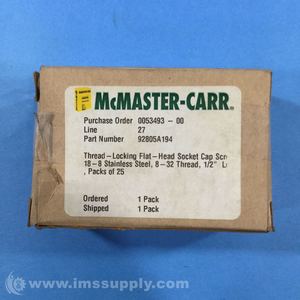 McMASTER-CARR®
Purchase Order 0053493 - 00
Line 27
Part Number 92805A194
Thread-Locking Flat-Head Socket Cap Scre
18-8 Stainless Steel, 8-32 Thread, 1/2" L
, Packs of 25
Ordered 1 Pack
Shipped 1 Pack
© www.imssupply.com/